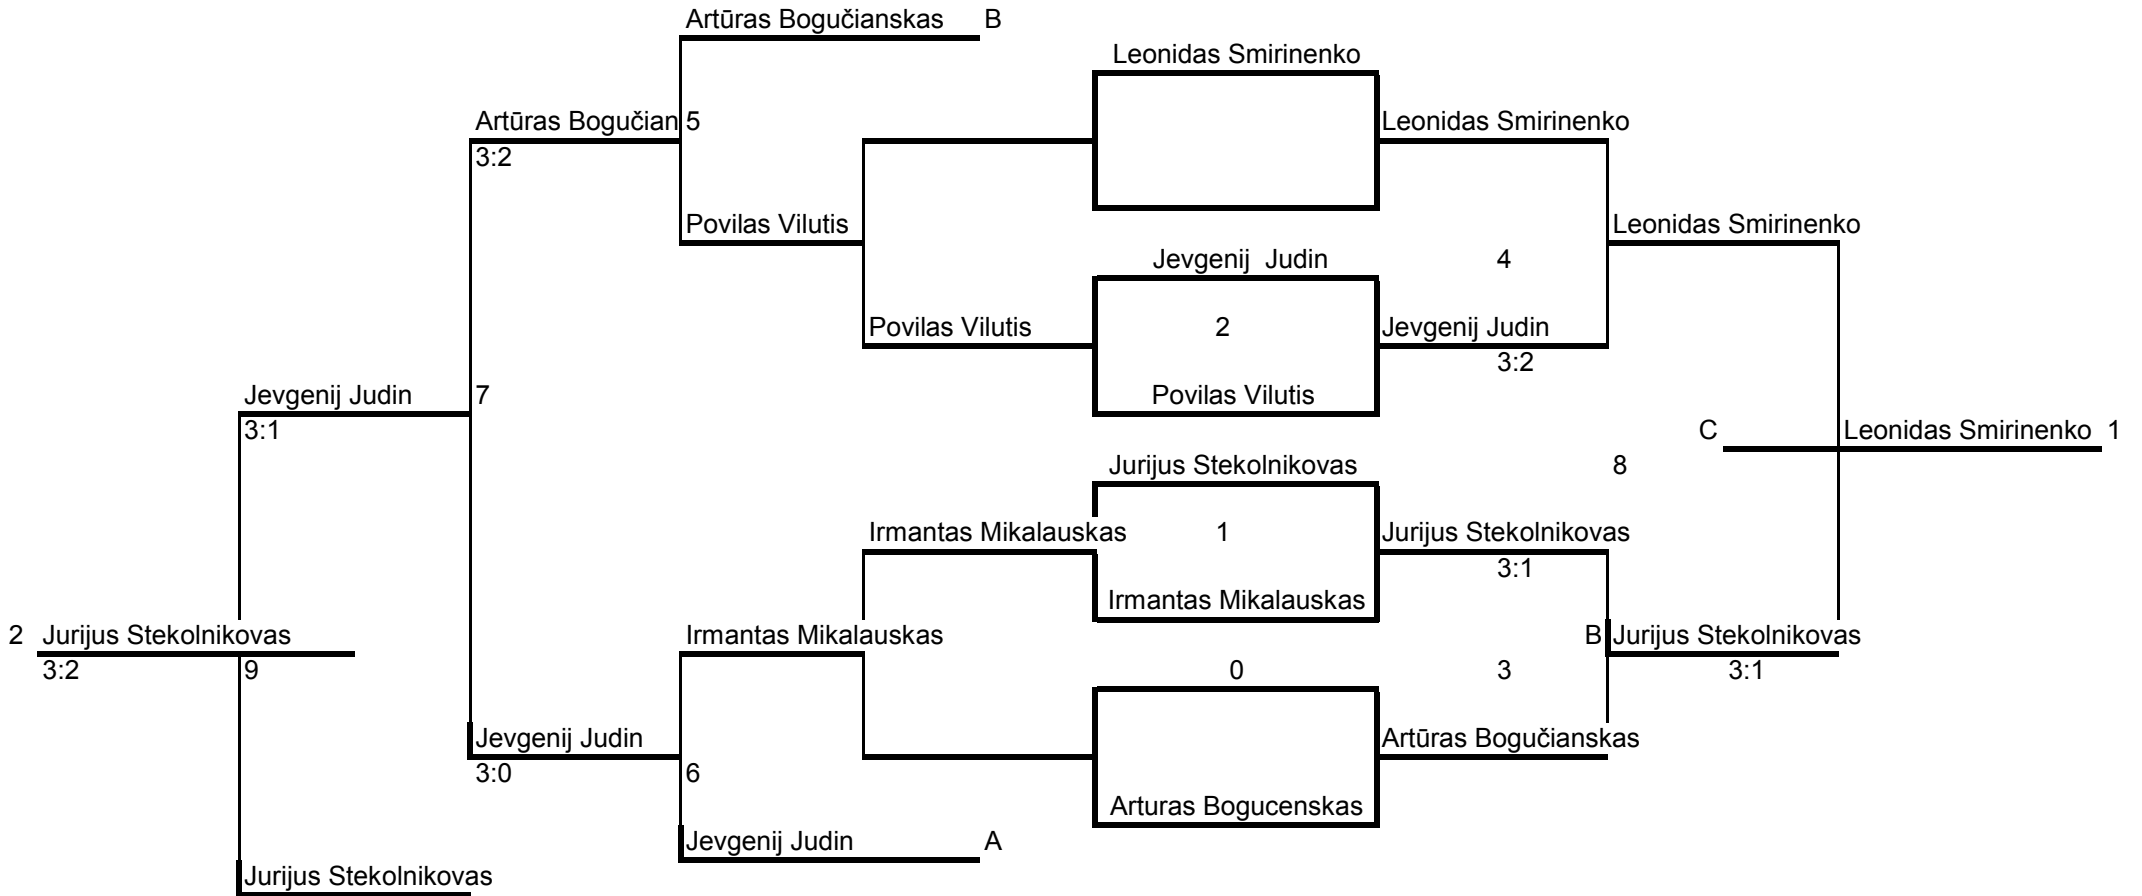 Artūras Bogučianskas B
Leonidas Smirinenko
Artūras Bogučian 5 Leonidas Smirinenko
3:2
Povilas Vilutis Leonidas Smirinenko
Jevgenij Judin 4
Povilas Vilutis 2 Jevgenij Judin
3:2
Jevgenij Judin 7 Povilas Vilutis
3:1 C Leonidas Smirinenko 1
Jurijus Stekolnikovas 8
Irmantas Mikalauskas 1 Jurijus Stekolnikovas
3:1
Irmantas Mikalauskas
2 Jurijus Stekolnikovas Irmantas Mikalauskas B Jurijus Stekolnikovas
3:2 9 0 3 3:1
Jevgenij Judin Artūras Bogučianskas
3:0 6
Arturas Bogucenskas
Jevgenij Judin A
Jurijus Stekolnikovas